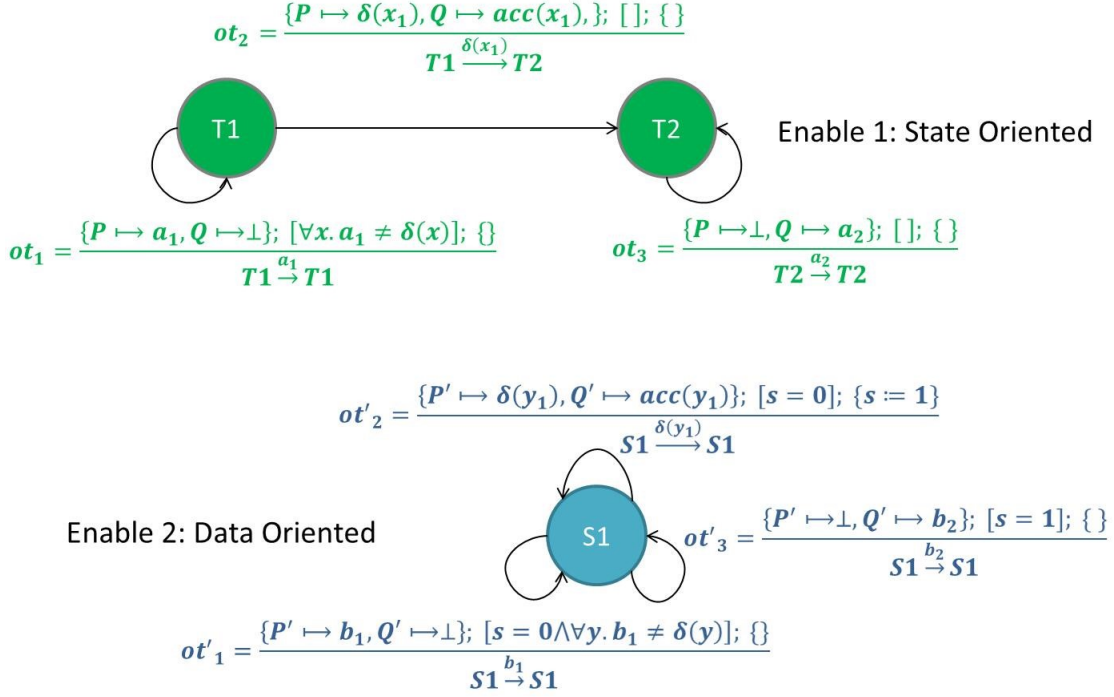 ot₂ = {P ↦ δ(x₁), Q ↦ acc(x₁),}; [ ]; { }
T1 —δ(x₁)→ T2
T1
T2
Enable 1: State Oriented
ot₁ = {P ↦ a₁, Q ↦⊥}; [∀x. a₁ ≠ δ(x)]; {}
T1 —a₁→ T1
ot₃ = {P ↦⊥, Q ↦ a₂}; [ ]; { }
T2 —a₂→ T2
ot′₂ = {P′ ↦ δ(y₁), Q′ ↦ acc(y₁)}; [s = 0]; {s ≔ 1}
S1 —δ(y₁)→ S1
Enable 2: Data Oriented
S1
ot′₃ = {P′ ↦⊥, Q′ ↦ b₂}; [s = 1]; { }
S1 —b₂→ S1
ot′₁ = {P′ ↦ b₁, Q′ ↦⊥}; [s = 0⋀∀y. b₁ ≠ δ(y)]; {}
S1 —b₁→ S1